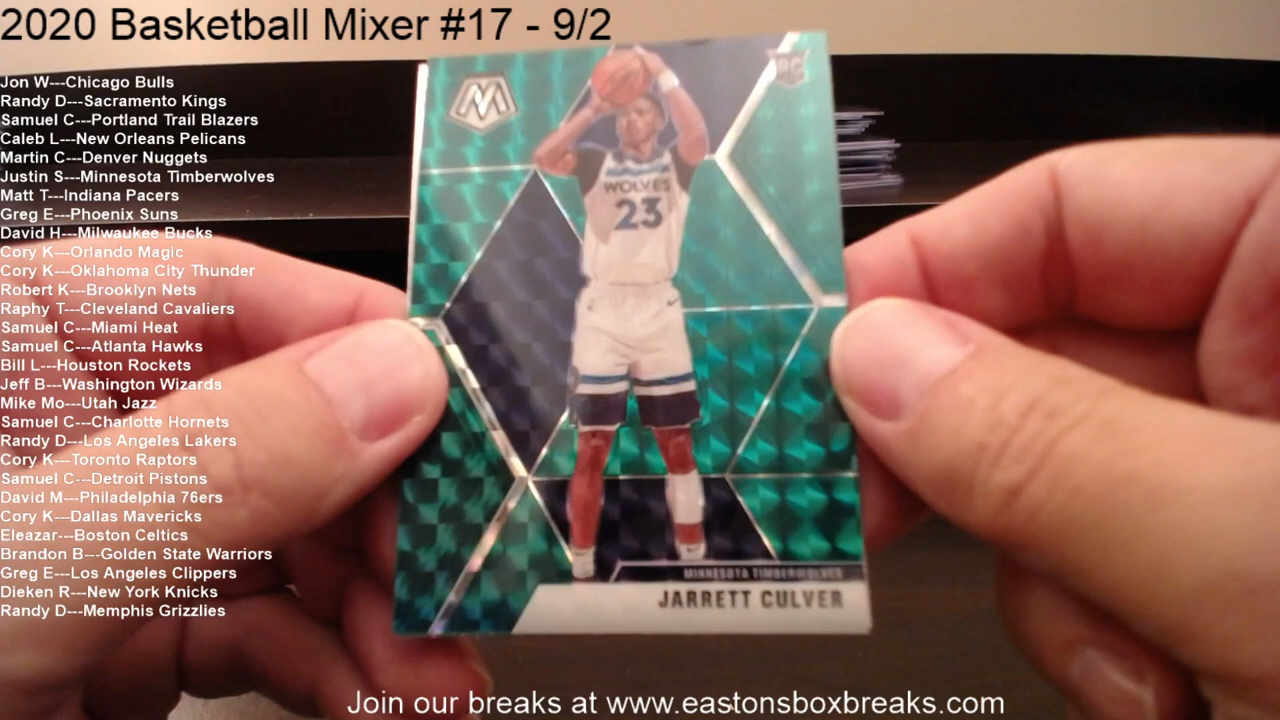 2020 Basketball Mixer #17 - 9/2
Jon W---Chicago Bulls
Randy D---Sacramento Kings
Samuel C---Portland Trail Blazers
Caleb L---New Orleans Pelicans
Martin C---Denver Nuggets
Justin S---Minnesota Timberwolves
Matt T---Indiana Pacers
Greg E---Phoenix Suns
David H---Milwaukee Bucks
Cory K---Orlando Magic
Cory K---Oklahoma City Thunder
Robert K---Brooklyn Nets
Raphy T---Cleveland Cavaliers
Samuel C---Miami Heat
Samuel C---Atlanta Hawks
Bill L---Houston Rockets
Jeff B---Washington Wizards
Mike Mo---Utah Jazz
Samuel C---Charlotte Hornets
Randy D---Los Angeles Lakers
Cory K---Toronto Raptors
Samuel C---Detroit Pistons
David M---Philadelphia 76ers
Cory K---Dallas Mavericks
Eleazar---Boston Celtics
Brandon B---Golden State Warriors
Greg E---Los Angeles Clippers
Dieken R---New York Knicks
Randy D---Memphis Grizzlies
M
RC
WOLVES
23
MINNESOTA TIMBERWOLVES
JARRETT CULVER
Join our breaks at www.eastonsboxbreaks.com